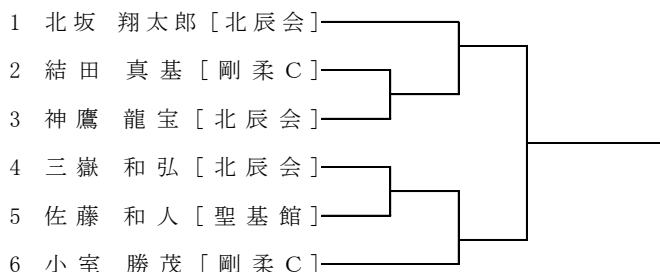 1 北坂 翔太郎 [北辰会]
2 結田 真基 [剛柔C]
3 神鷹 龍宝 [北辰会]
4 三嶽 和弘 [北辰会]
5 佐藤 和人 [聖基館]
6 小室 勝茂 [剛柔C]